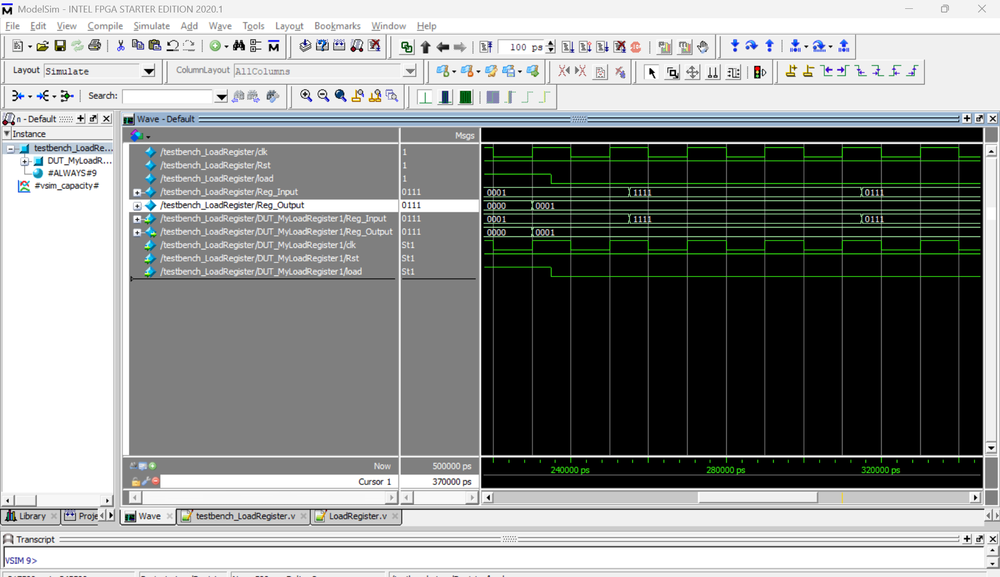 ModelSim - INTEL FPGA STARTER EDITION 2020.1
File Edit View Compile Simulate Add Wave Tools Layout Bookmarks Window Help
100 ps
Layout Simulate ColumnLayout AllColumns
Search:
n - Default
Wave - Default
Instance
Msgs
testbench_LoadRe...
DUT_MyLoadR...
#ALWAYS#9
#vsim_capacity#
/testbench_LoadRegister/clk 1
/testbench_LoadRegister/Rst 1
/testbench_LoadRegister/load 1
/testbench_LoadRegister/Reg_Input 0111 0001 1111 0111
/testbench_LoadRegister/Reg_Output 0111 0000 0001
/testbench_LoadRegister/DUT_MyLoadRegister1/Reg_Input 0111 0001 1111 0111
/testbench_LoadRegister/DUT_MyLoadRegister1/Reg_Output 0111 0000 0001
/testbench_LoadRegister/DUT_MyLoadRegister1/clk St1
/testbench_LoadRegister/DUT_MyLoadRegister1/Rst St1
/testbench_LoadRegister/DUT_MyLoadRegister1/load St1
Now 500000 ps 240000 ps 280000 ps 320000 ps
Cursor 1 370000 ps
Library Proje Wave testbench_LoadRegister.v LoadRegister.v
Transcript
VSIM 9>